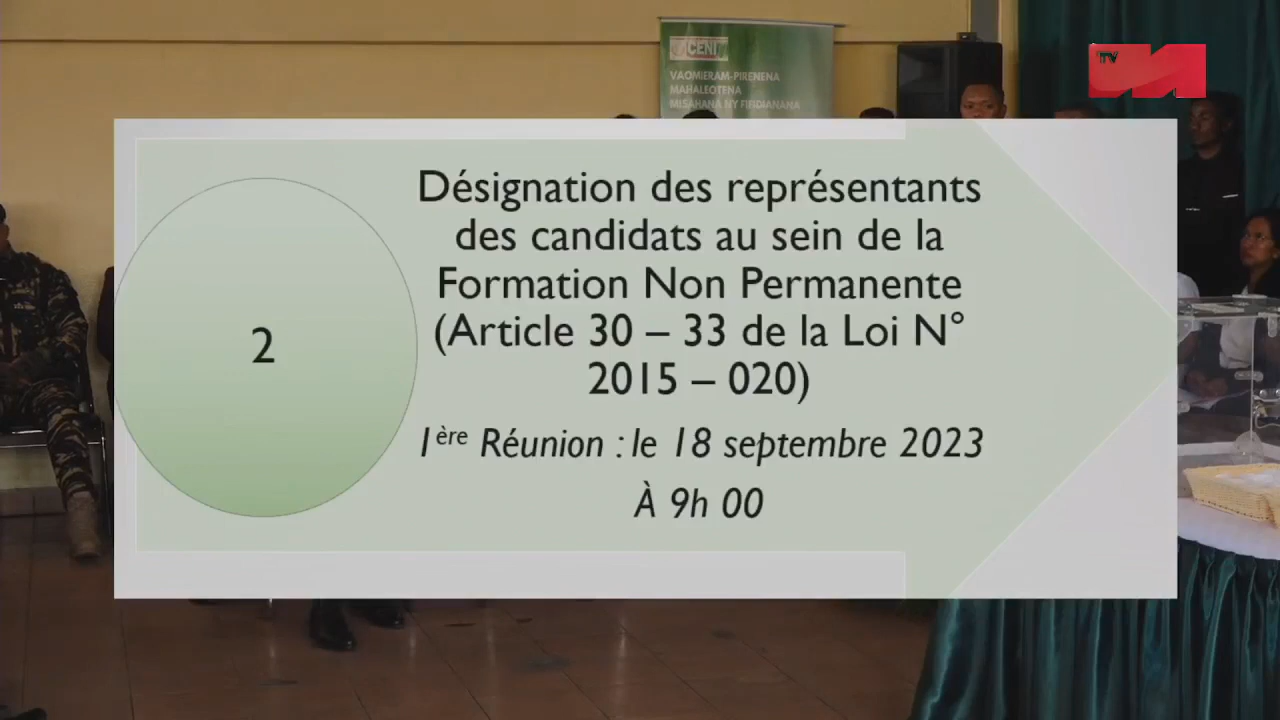 CENI
VAOMIERAM-PIRENENA
MAHALEOTENA
MISAHANA NY FIFIDIANANA
TV
2
Désignation des représentants
des candidats au sein de la
Formation Non Permanente
(Article 30 – 33 de la Loi N°
2015 – 020)
1ère Réunion : le 18 septembre 2023
À 9h 00